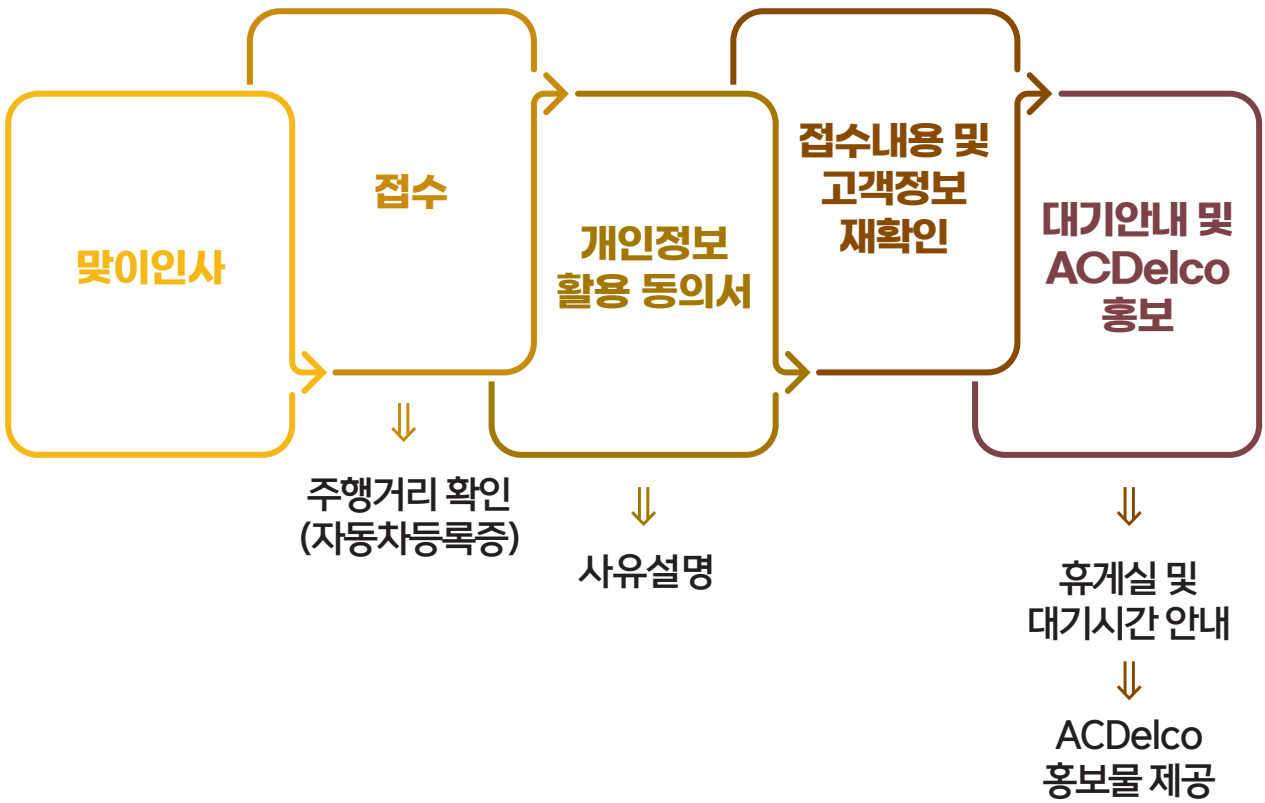 맞이인사
접수
주행거리 확인
(자동차등록증)
개인정보
활용 동의서
사유설명
접수내용 및
고객정보
재확인
대기안내 및
ACDelco
홍보
휴게실 및
대기시간 안내
ACDelco
홍보물 제공